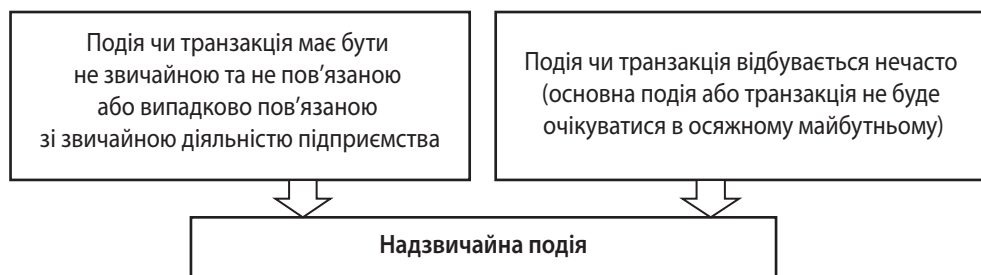 Подія чи транзакція має бути
не звичайною та не пов’язаною
або випадково пов’язаною
зі звичайною діяльністю підприємства
Подія чи транзакція відбувається нечасто
(основна подія або транзакція не буде
очікуватися в осяжному майбутньому)
Надзвичайна подія